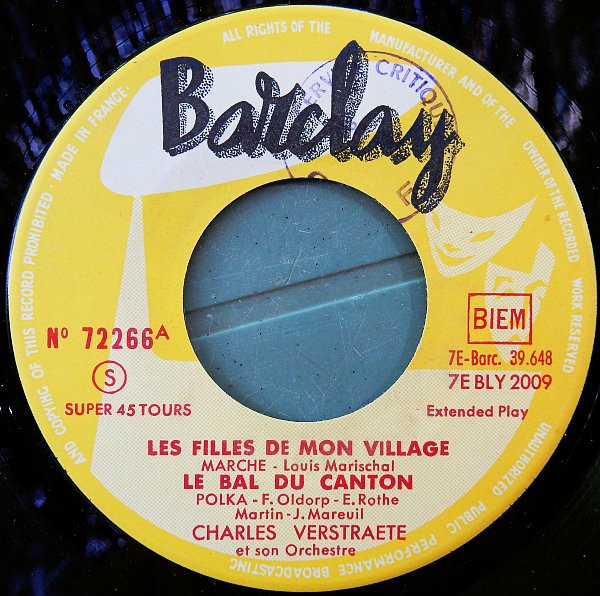 ALL RIGHTS OF THE MANUFACTURER AND OF THE OWNER OF THE RECORDED WORK RESERVED
Barclay
CRITIQUE
Nº 72266A
S
SUPER 45 TOURS
BIEM
7E-Barc. 39.648
7E BLY 2009
Extended Play
LES FILLES DE MON VILLAGE
MARCHE - Louis Marischal
LE BAL DU CANTON
POLKA - F. Oldorp - E. Rothe
Martin - J. Mareuil
CHARLES VERSTRAETE
et son Orchestre
UNAUTHORIZED PUBLIC PERFORMANCE BROADCASTING AND COPYING OF THIS RECORD PROHIBITED · MADE IN FRANCE ·